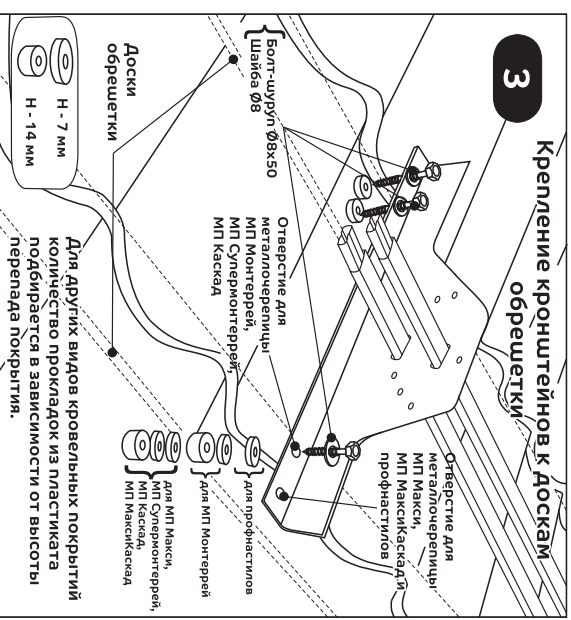 3
Крепление кронштейнов к доскам
обрешетки
Болт-шуруп Ø8х50
Шайба Ø8
Доски
обрешетки
H - 7 мм
H - 14 мм
Отверстие для
металлочерепицы
МП Монтеррей,
МП Супермонтеррей,
МП Каскад
Отверстие для
металлочерепицы
МП Макси,
МП МаксиКаскад и
профнастилов
для профнастилов
для МП Монтеррей
для МП Макси,
МП Супермонтеррей,
МП Каскад,
МП МаксиКаскад
Для других видов кровельных покрытий
количество прокладок из пластиката
подбирается в зависимости от высоты
перепада покрытия.